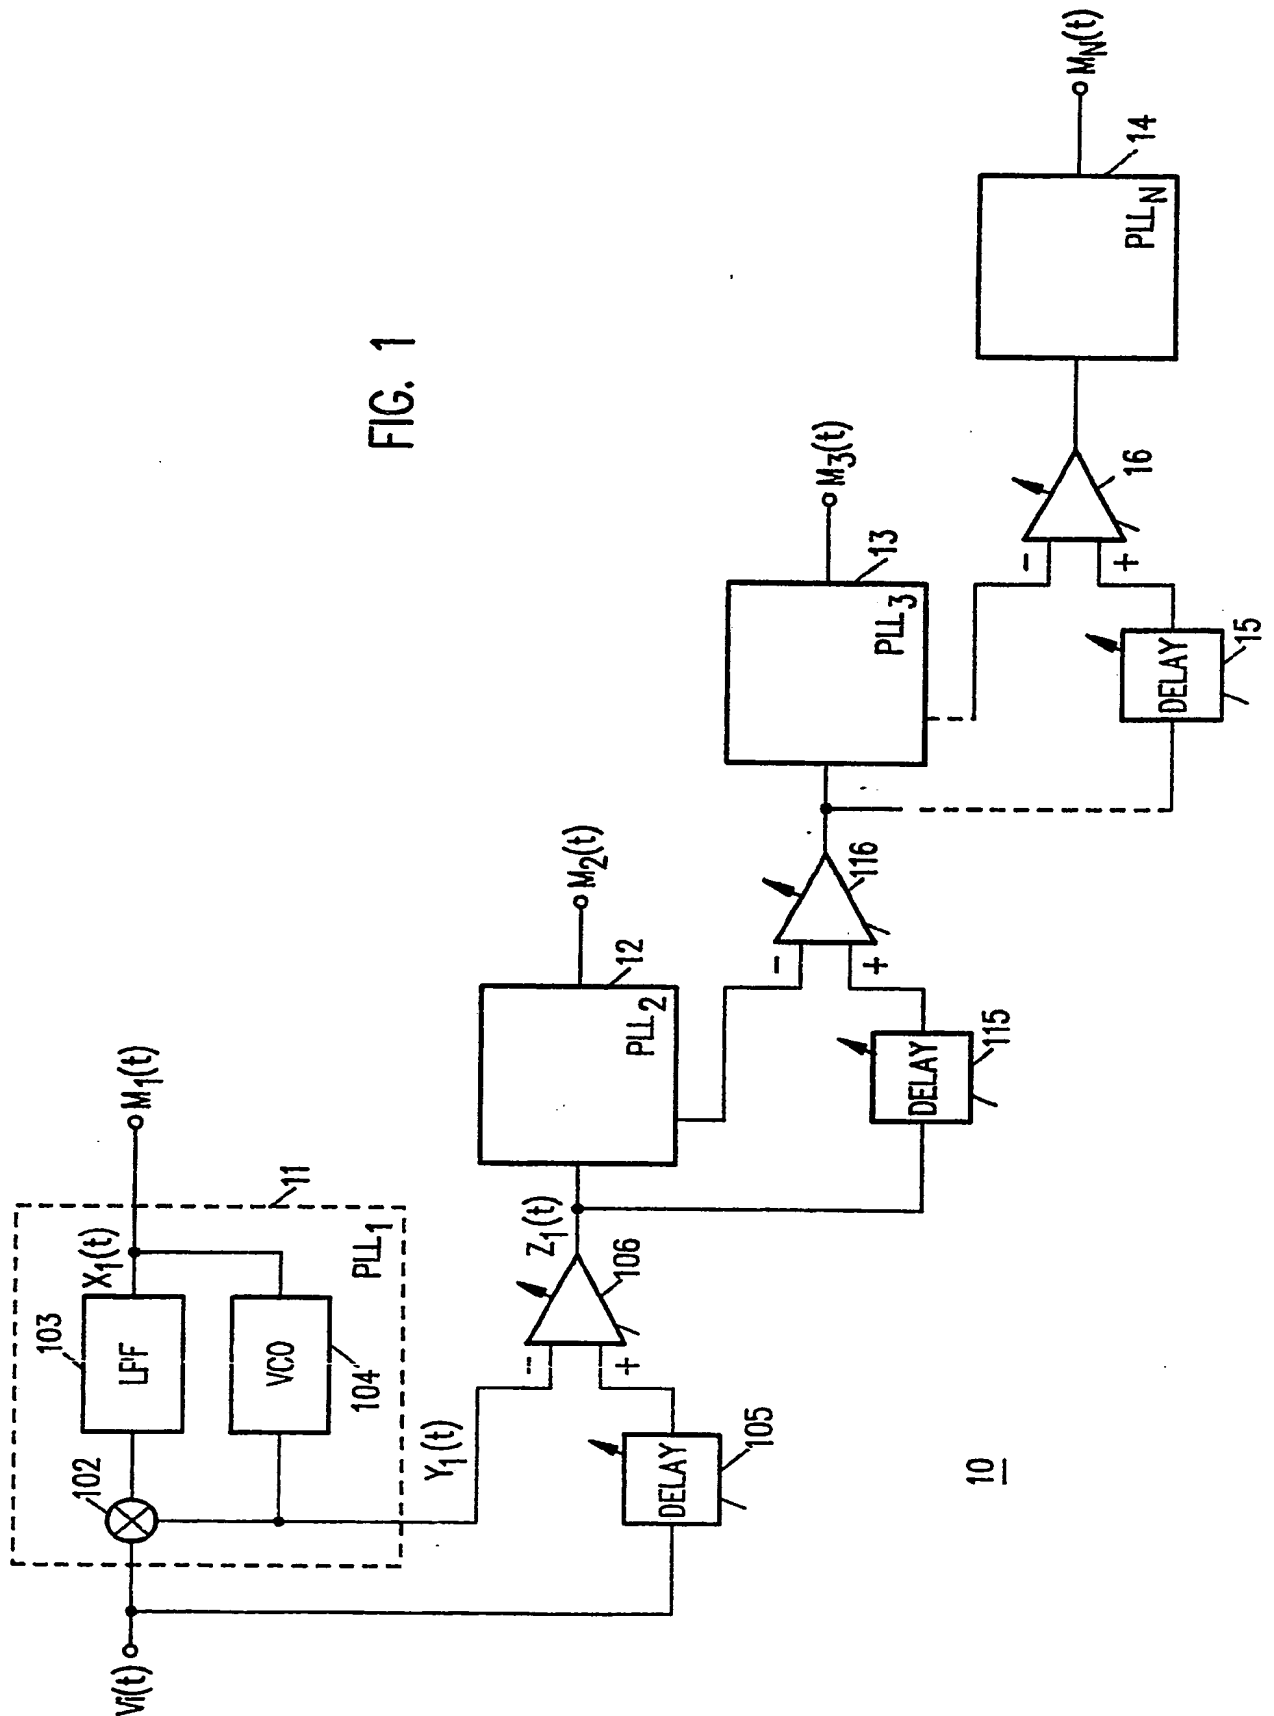 FIG. 1
Vi(t)
102
103
LPF
X1(t)
M1(t)
VCO
104
11
PLL1
Y1(t)
-
+
DELAY
105
106
Z1(t)
12
PLL2
M2(t)
-
+
DELAY
115
116
13
PLL3
M3(t)
-
+
DELAY
15
16
14
PLLN
MN(t)
10